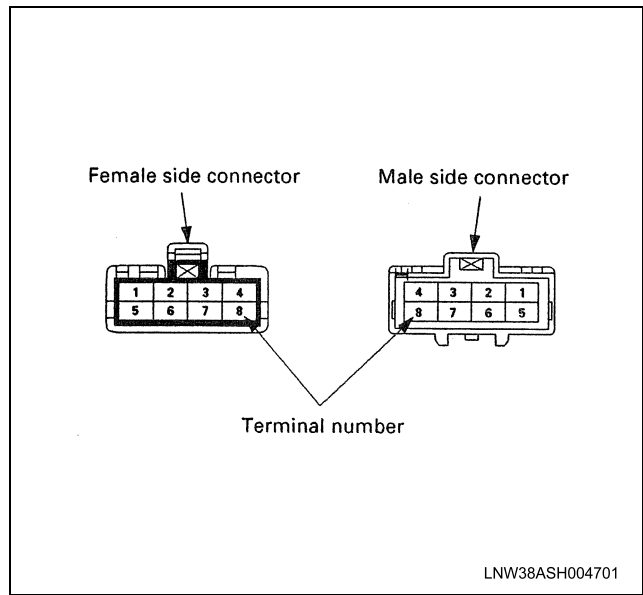 Female side connector
Male side connector
1 2 3 4
5 6 7 8
4 3 2 1
8 7 6 5
Terminal number
LNW38ASH004701